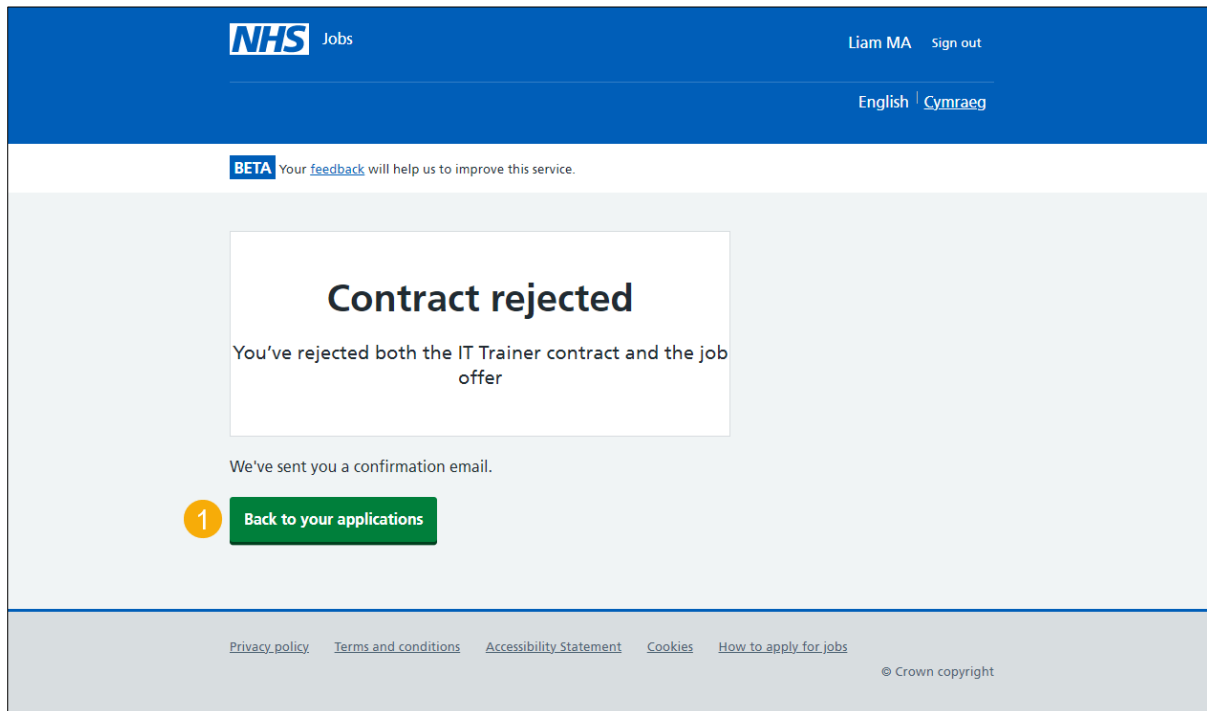 NHS Jobs
Liam MA Sign out
English Cymraeg
BETA Your feedback will help us to improve this service.
Contract rejected
You’ve rejected both the IT Trainer contract and the job
offer
We've sent you a confirmation email.
1 Back to your applications
Privacy policy Terms and conditions Accessibility Statement Cookies How to apply for jobs
© Crown copyright